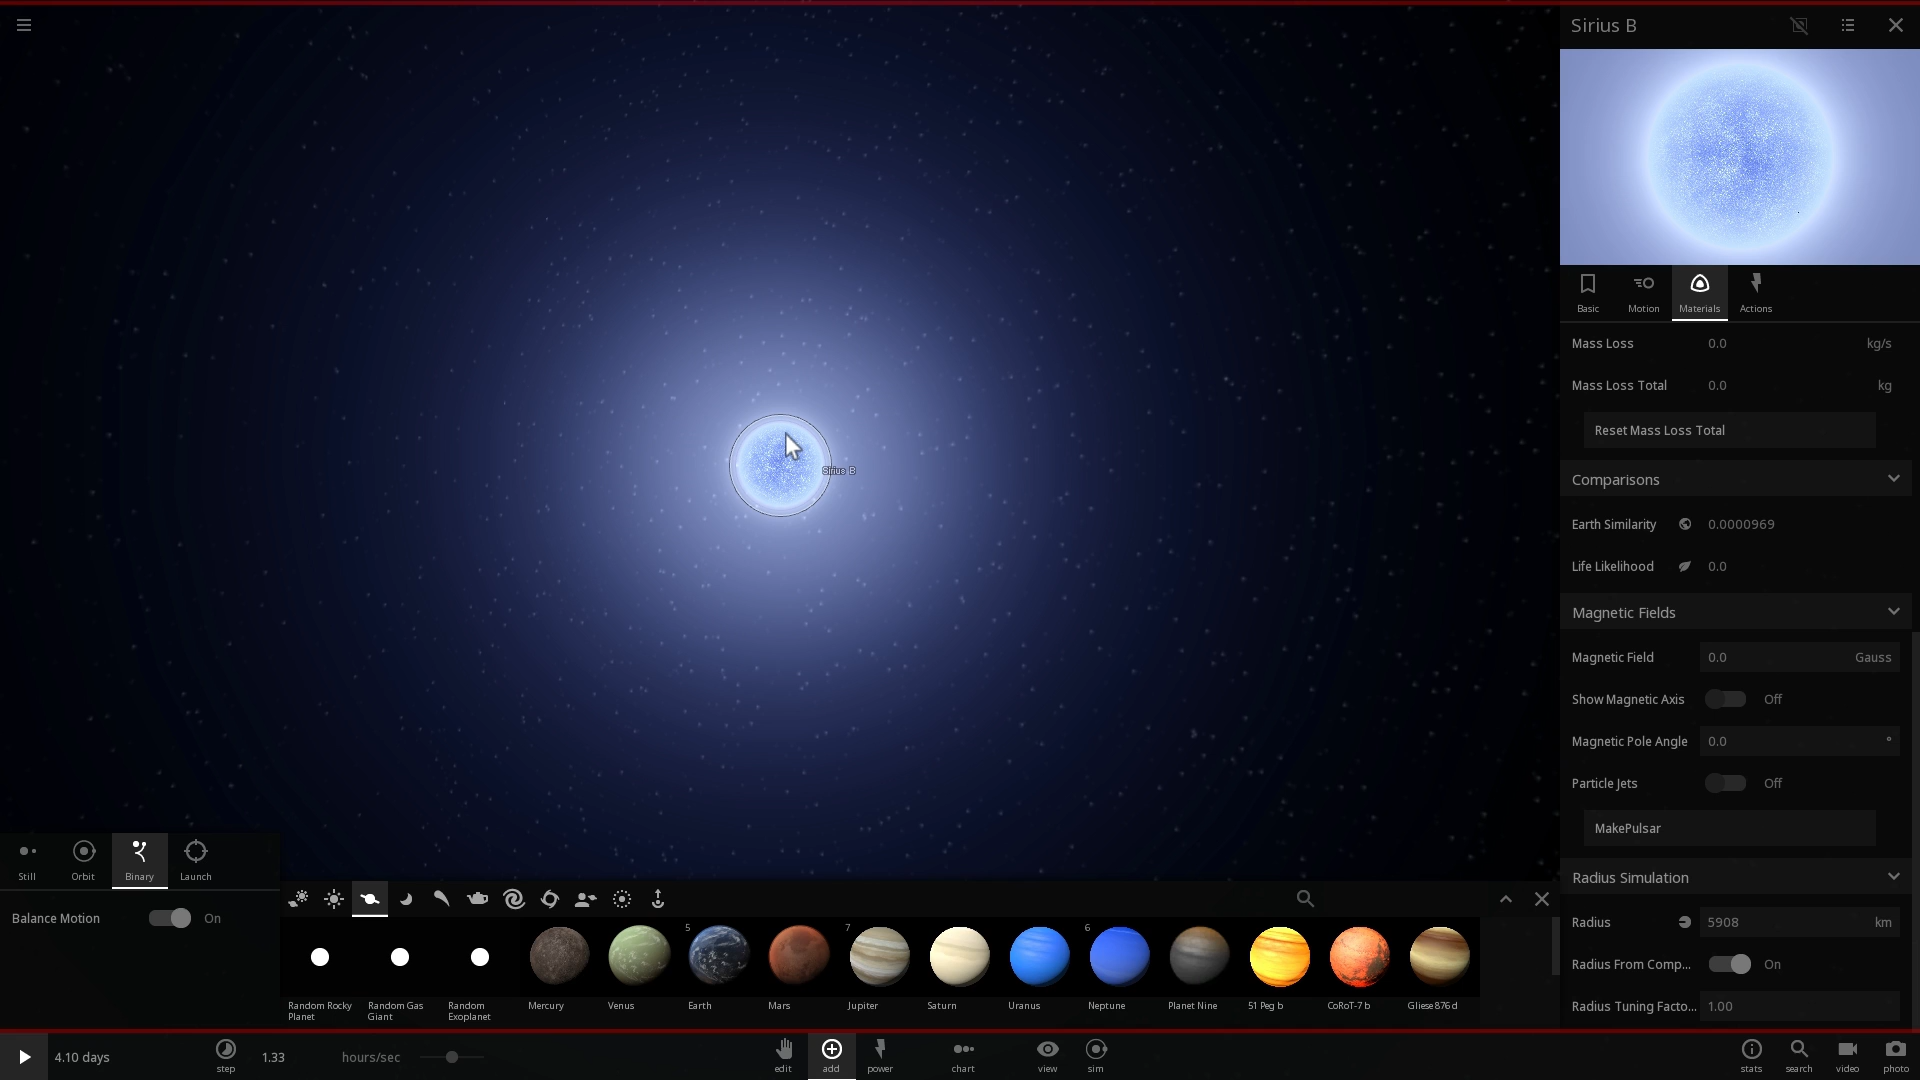 Sirius B
Basic
Motion
Materials
Actions
Mass Loss 0.0 kg/s
Mass Loss Total 0.0 kg
Reset Mass Loss Total
Comparisons
Earth Similarity 0.0000969
Life Likelihood 0.0
Magnetic Fields
Magnetic Field 0.0 Gauss
Show Magnetic Axis Off
Magnetic Pole Angle 0.0 °
Particle Jets Off
MakePulsar
Radius Simulation
Radius 5908 km
Radius From Comp... On
Radius Tuning Facto... 1.00
Sirius B
Still
Orbit
Binary
Launch
Balance Motion On
5
7
6
Random Rocky
Planet
Random Gas
Giant
Random
Exoplanet
Mercury
Venus
Earth
Mars
Jupiter
Saturn
Uranus
Neptune
Planet Nine
51 Peg b
CoRoT-7 b
Gliese 876 d
4.10 days
step
1.33 hours/sec
edit
add
power
chart
view
sim
stats
search
video
photo